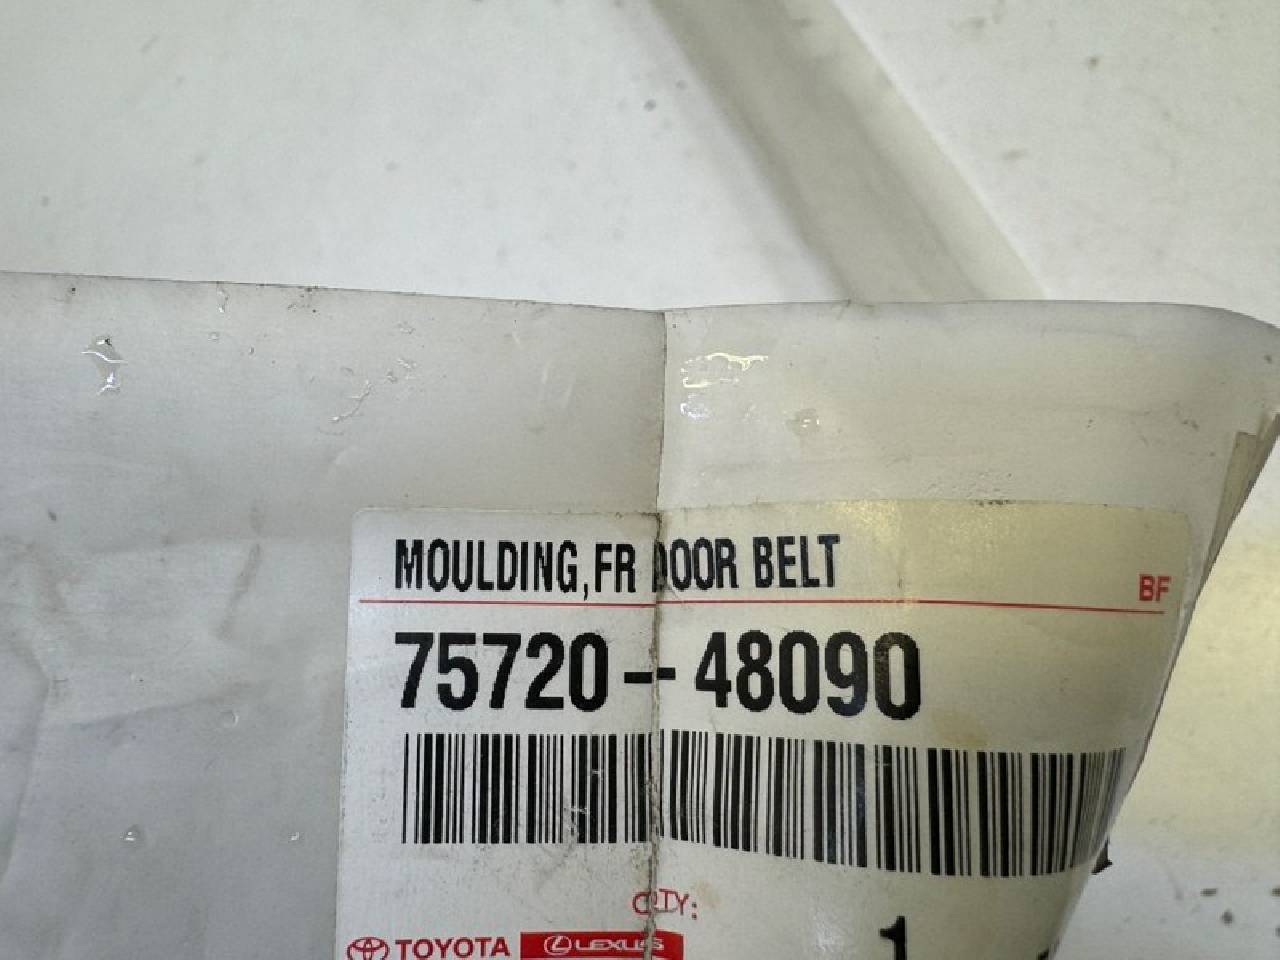 MOULDING,FR DOOR BELT
BF
75720-48090
QTY:
1
TOYOTA LEXUS